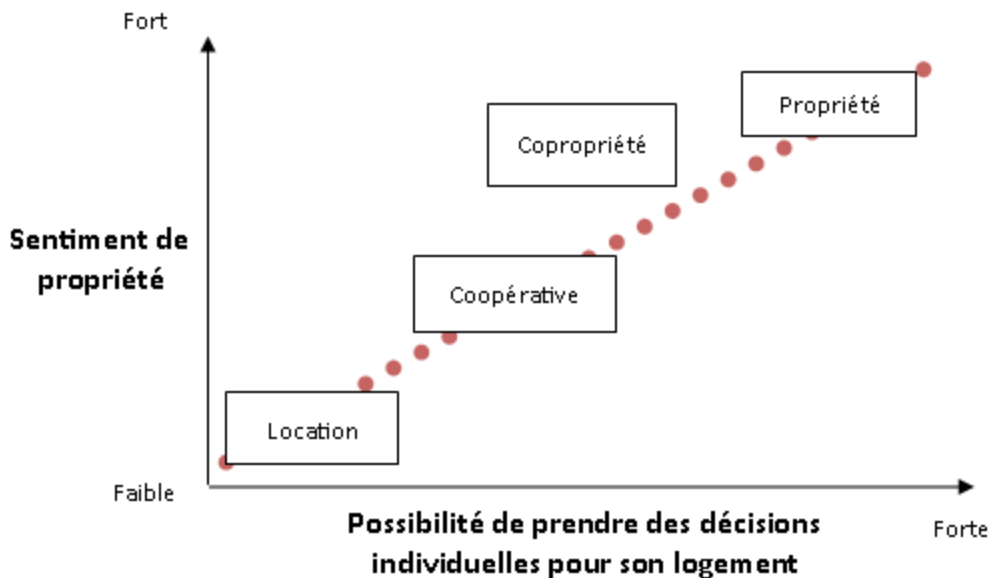 Fort
Propriété
Copropriété
Sentiment de
propriété
Coopérative
Location
Faible
Possibilité de prendre des décisions
individuelles pour son logement
Forte